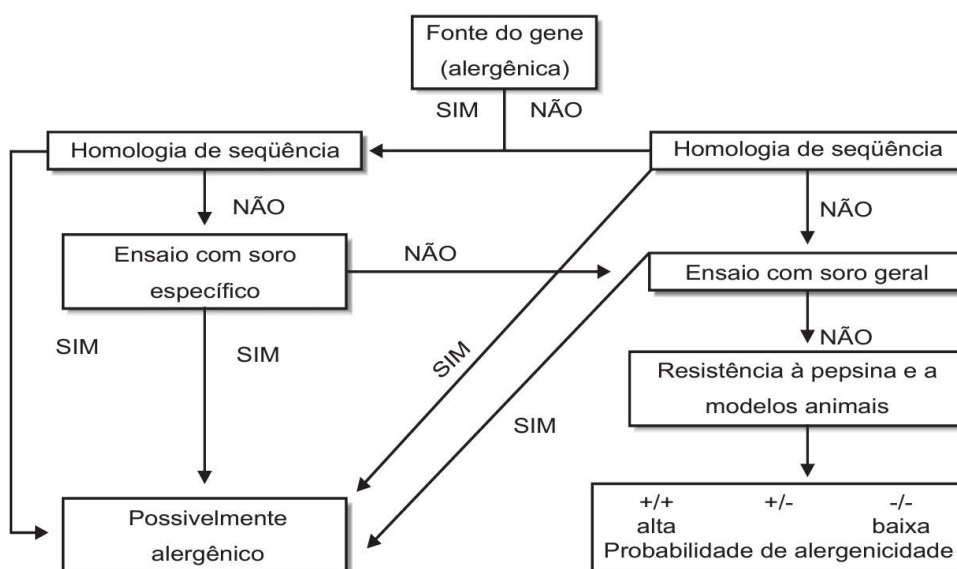 Fonte do gene
(alergênica)
SIM NÃO
Homologia de seqüência
Homologia de seqüência
NÃO
NÃO
Ensaio com soro
específico
NÃO
Ensaio com soro geral
SIM
SIM
SIM
SIM
NÃO
Resistência à pepsina e a
modelos animais
Possivelmente
alergênico
+/+ +/- -/-
alta baixa
Probabilidade de alergenicidade